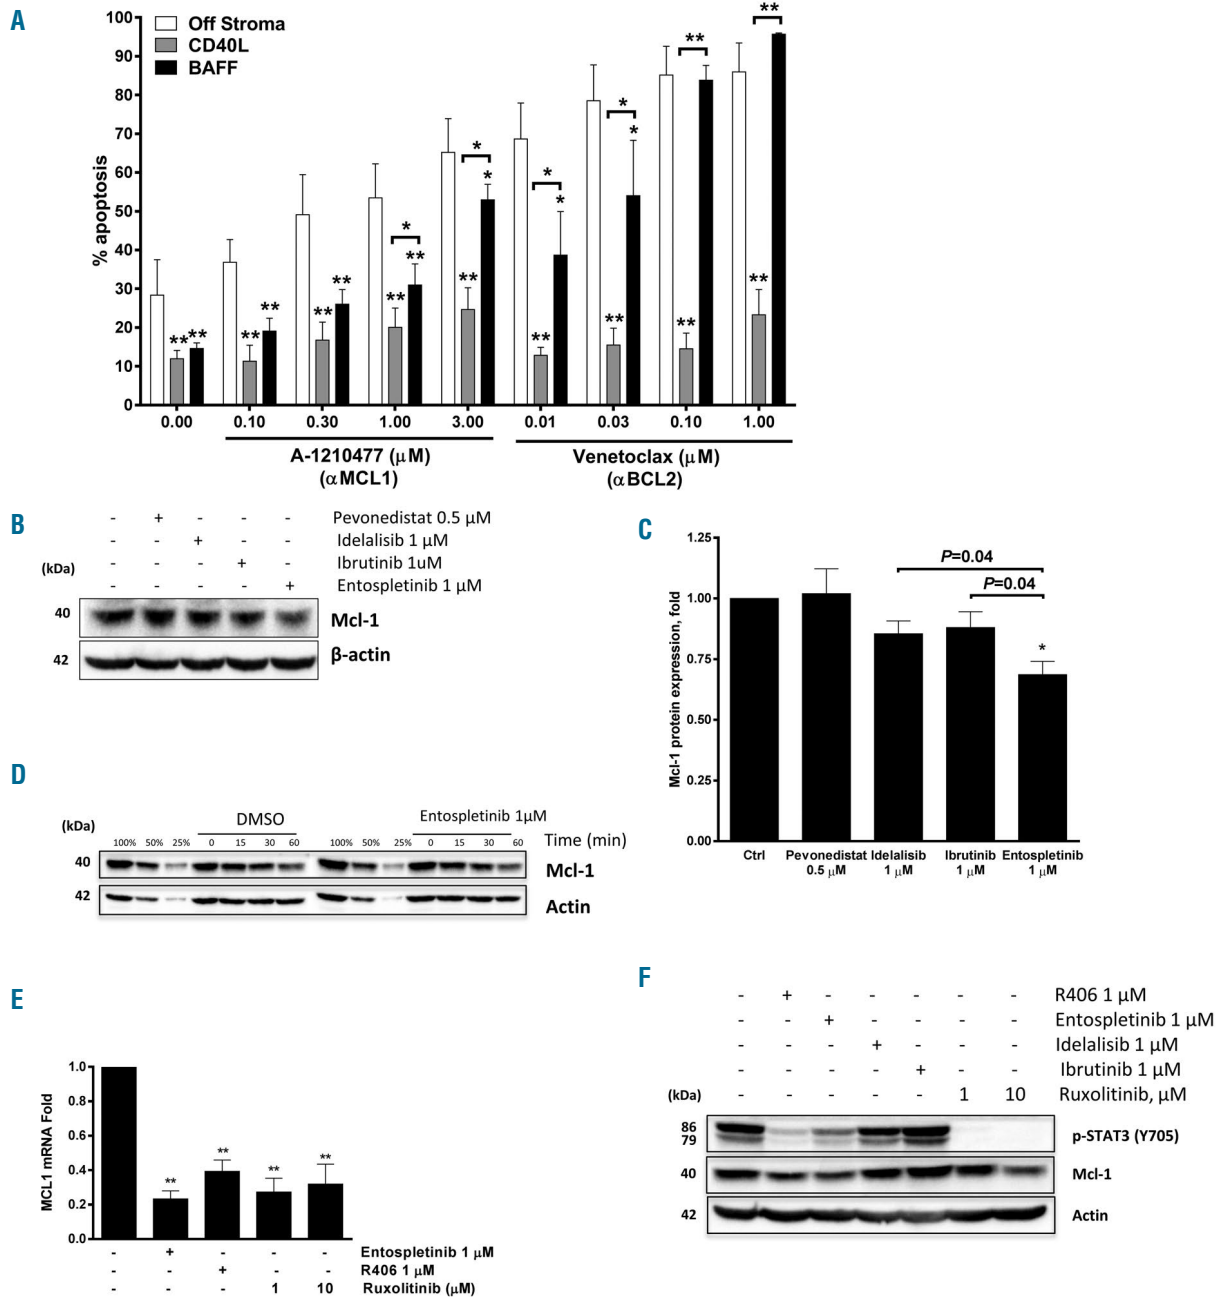 A
100
90
80
70
60
50
40
30
20
10
0
% apoptosis
Off Stroma
CD40L
BAFF
** ** ** ** ** ** ** ** * ** * * ** * * ** * * ** ** ** **
0.00 0.10 0.30 1.00 3.00 0.01 0.03 0.10 1.00
A-1210477 (μM)
(αMCL1)
Venetoclax (μM)
(αBCL2)
B
- + - - - Pevonedistat 0.5 μM
- - + - - Idelalisib 1 μM
- - - + - Ibrutinib 1uM
- - - - + Entospletinib 1 μM
(kDa)
40 Mcl-1
42 β-actin
C
1.25
1.00
0.75
0.50
0.25
0.00
Mcl-1 protein expression, fold
P=0.04
P=0.04
*
Ctrl Pevonedistat Idelalisib Ibrutinib Entospletinib
0.5 μM 1 μM 1 μM 1 μM
D
DMSO Entospletinib 1μM
(kDa)
100% 50% 25% 0 15 30 60 100% 50% 25% 0 15 30 60 Time (min)
40 Mcl-1
42 Actin
E
1.0
0.8
0.6
0.4
0.2
0.0
MCL1 mRNA Fold
** ** ** **
- + - - - Entospletinib 1 μM
- - + - - R406 1 μM
- - - 1 10 Ruxolitinib (μM)
F
- + - - - - - R406 1 μM
- - + - - - - Entospletinib 1 μM
- - - + - - - Idelalisib 1 μM
- - - - + - - Ibrutinib 1 μM
(kDa) - - - - - 1 10 Ruxolitinib, μM
86
79
p-STAT3 (Y705)
40 Mcl-1
42 Actin